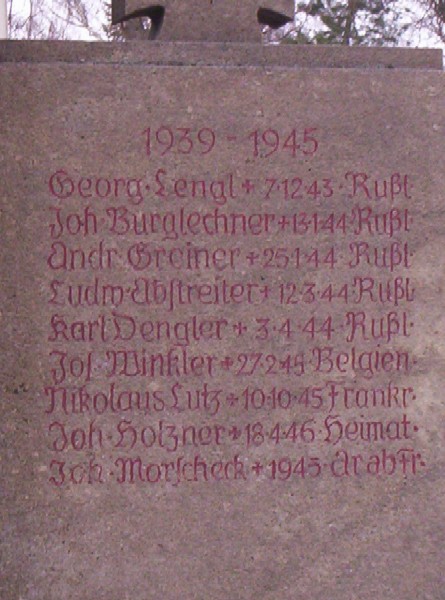 1939 - 1945
Georg · Lengl + 7·12·43 · Rußl·
Joh · Burglechner + 13·1·44 · Rußl·
Andr · Greiner + 25·1·44 · Rußl·
Ludw · Abstreiter + 12·3·44 · Rußl·
Karl Dengler + 3·4·44 · Rußl·
Jos · Winkler + 27·2·45 · Belgien·
Nikolaus Lutz + 10·10·45 Frankr·
Joh · Holzner + 18·4·46 · Heimat·
Joh · Morscheck + 1945 · Arab Fr·